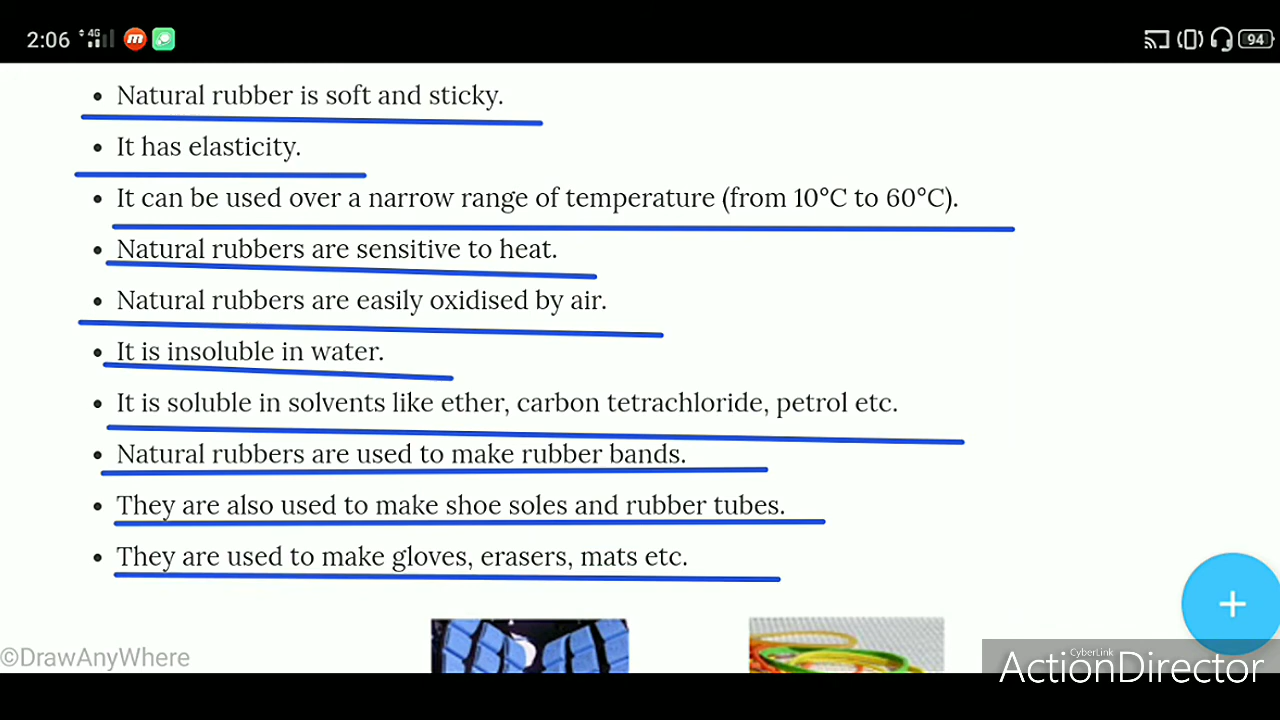 2:06 4G 94
• Natural rubber is soft and sticky.
• It has elasticity.
• It can be used over a narrow range of temperature (from 10°C to 60°C).
• Natural rubbers are sensitive to heat.
• Natural rubbers are easily oxidised by air.
• It is insoluble in water.
• It is soluble in solvents like ether, carbon tetrachloride, petrol etc.
• Natural rubbers are used to make rubber bands.
• They are also used to make shoe soles and rubber tubes.
• They are used to make gloves, erasers, mats etc.
+
©DrawAnyWhere
CyberLink
ActionDirector